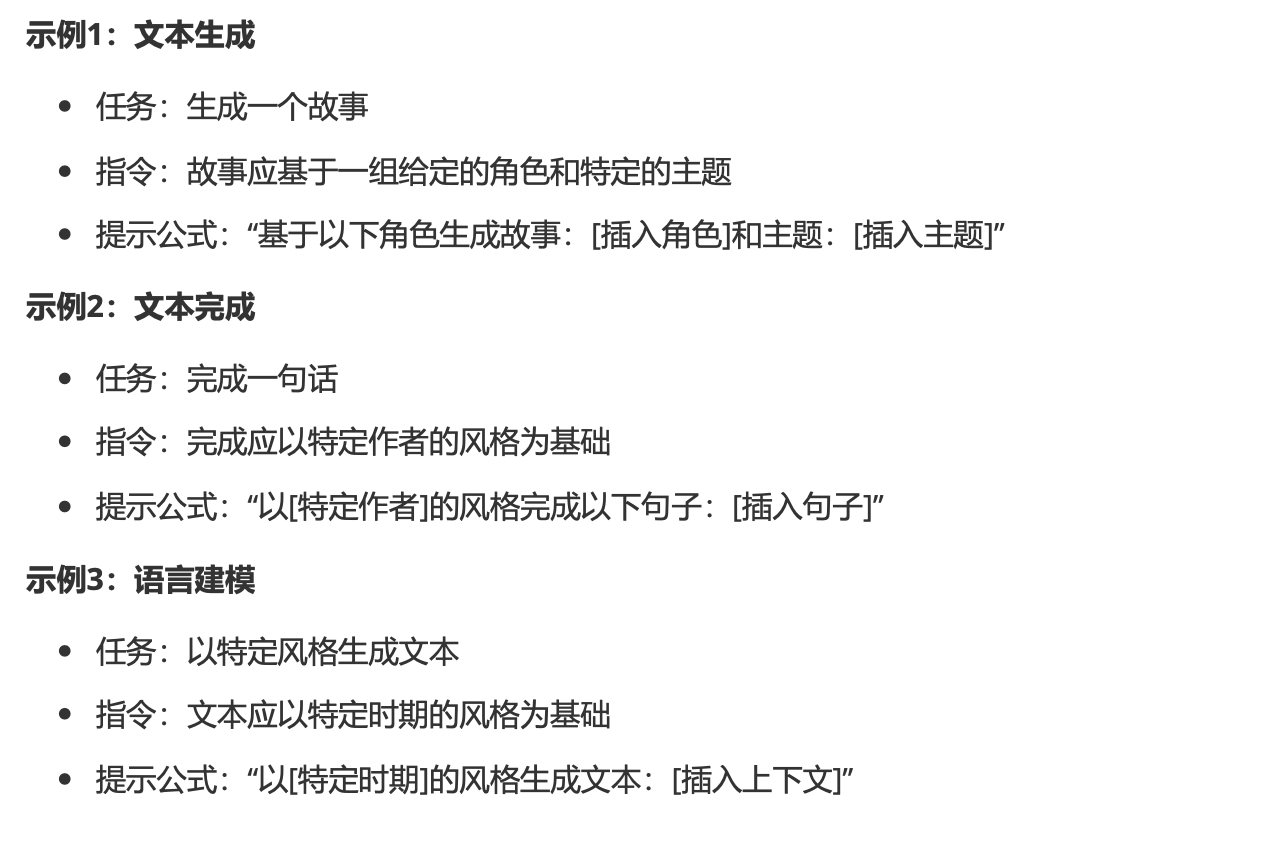 示例1：文本生成
• 任务：生成一个故事
• 指令：故事应基于一组给定的角色和特定的主题
• 提示公式：“基于以下角色生成故事：[插入角色]和主题：[插入主题]”
示例2：文本完成
• 任务：完成一句话
• 指令：完成应以特定作者的风格为基础
• 提示公式：“以[特定作者]的风格完成以下句子：[插入句子]”
示例3：语言建模
• 任务：以特定风格生成文本
• 指令：文本应以特定时期的风格为基础
• 提示公式：“以[特定时期]的风格生成文本：[插入上下文]”